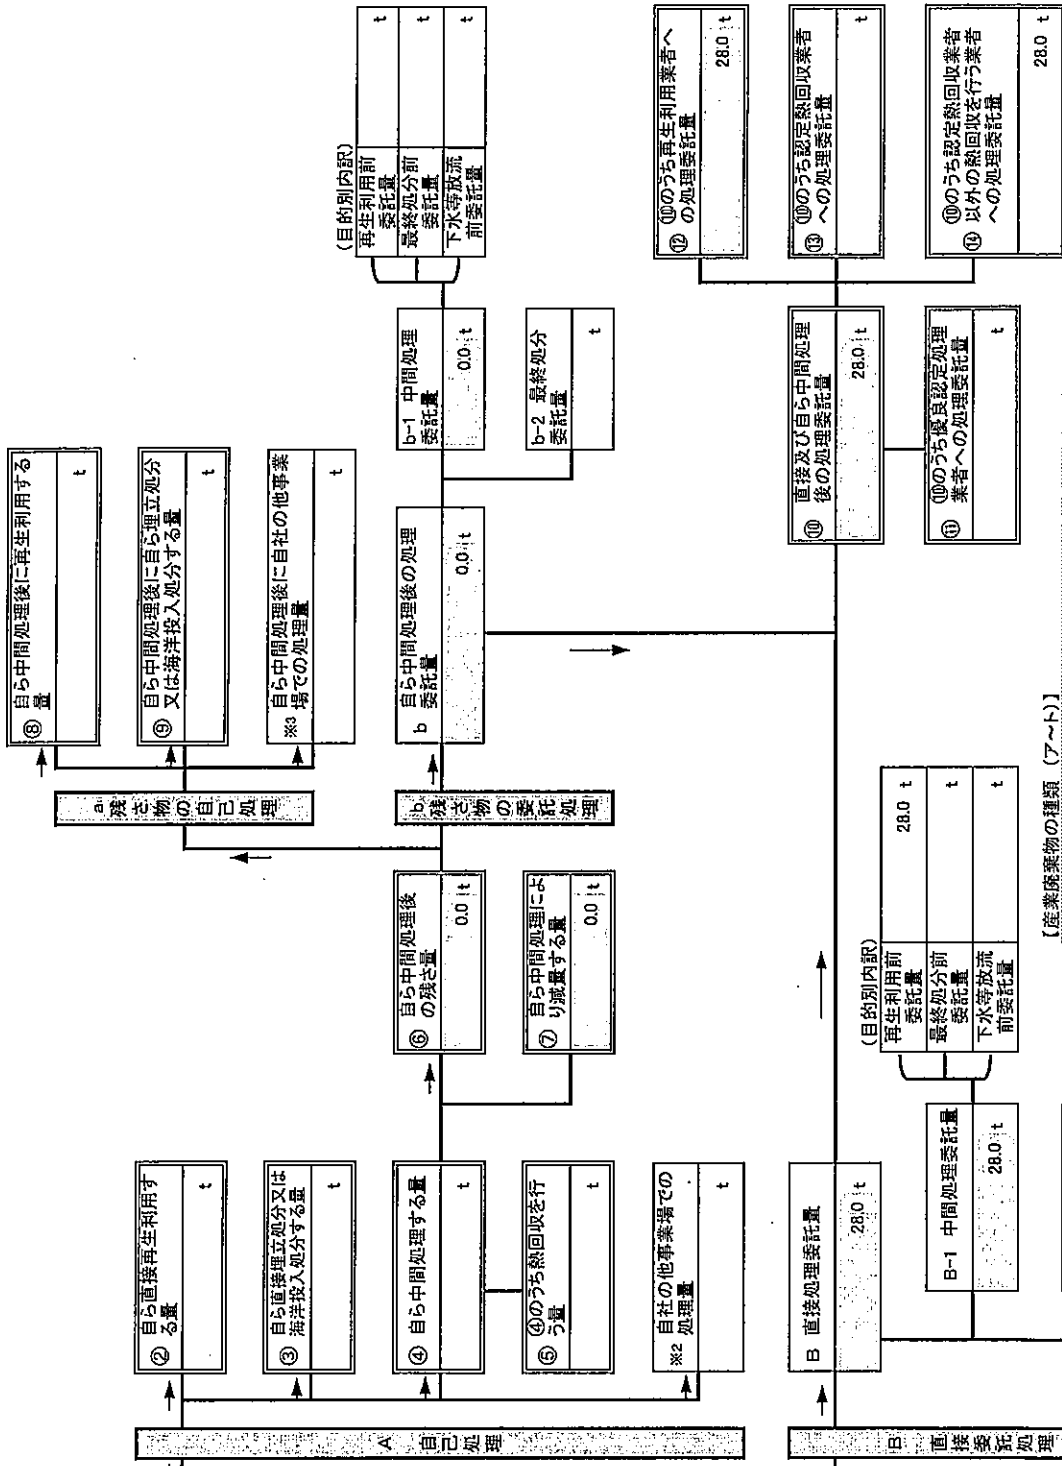 A 自己処理
② 自ら直接再生利用す
る量
t
③ 自ら直接埋立処分又は
海洋投入処分する量
t
④ 自ら中間処理する量
t
⑤ ④のうち熱回収を行
う量
t
※2 自社の他事業場での
処理量
t
⑥ 自ら中間処理後
の残さ量
0.0 t
⑦ 自ら中間処理によ
り減量する量
0.0 t
a 残さ物の自己処理
⑧ 自ら中間処理後に再生利用する
量
t
⑨ 自ら中間処理後に自ら埋立処分
又は海洋投入処分する量
t
※3 自ら中間処理後に自社の他事業
場での処理量
t
b 残さ物の委託処理
b 自ら中間処理後の処理
委託量
0.0 t
b-1 中間処理
委託量
0.0 t
b-2 最終処分
委託量
t
(目的別内訳)
再生利用前
委託量
t
最終処分前
委託量
t
下水等放流
前委託量
t
B 直接委託処理
B 直接処理委託量
28.0 t
B-1 中間処理委託量
28.0 t
(目的別内訳)
再生利用前
委託量
28.0 t
最終処分前
委託量
t
下水等放流
前委託量
t
⑩ 直接及び自ら中間処理
後の処理委託量
28.0 t
⑪ ⑩のうち優良認定処理
業者への処理委託量
t
⑫ ⑩のうち再生利用業者へ
の処理委託量
28.0 t
⑬ ⑩のうち認定熱回収業者
への処理委託量
t
⑭ ⑩のうち認定熱回収業者
以外の熱回収を行う業者
への処理委託量
28.0 t
【産業廃棄物の種類(ア~ト)】